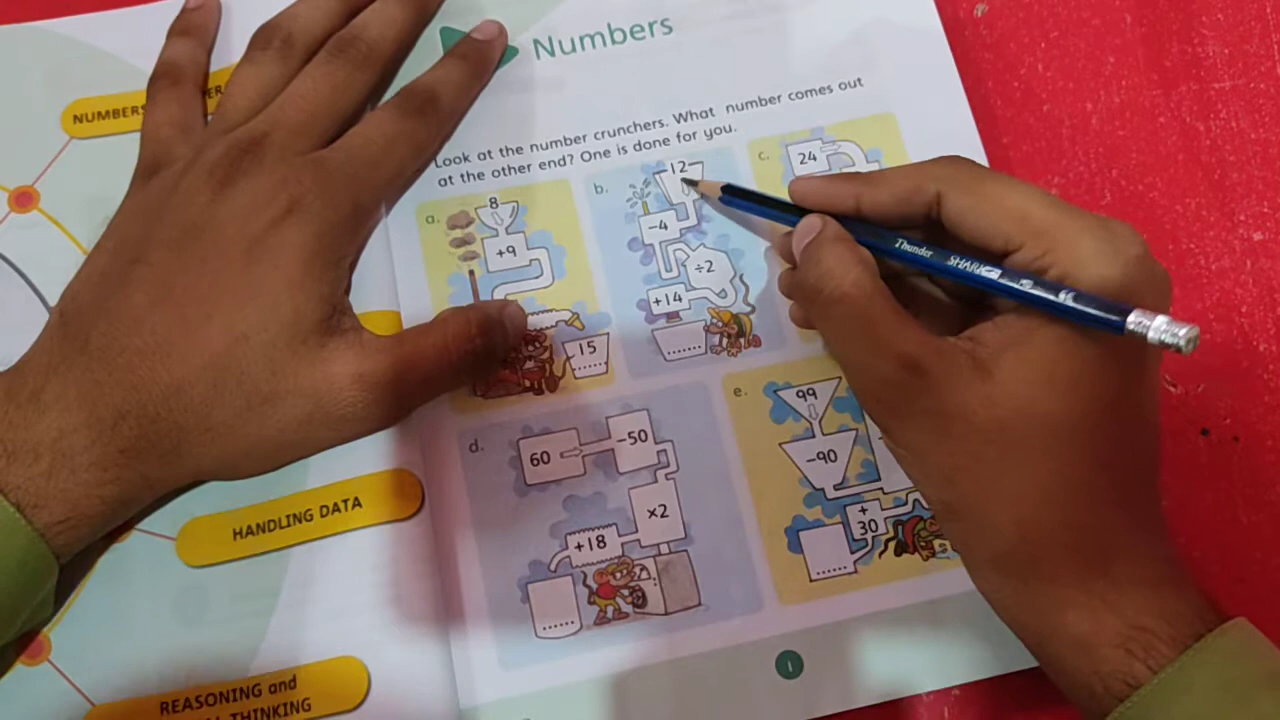 Numbers
NUMBERS
Look at the number crunchers. What number comes out
at the other end? One is done for you.
a.
8
+9
15
.......
b.
12
−4
÷2
+14
.......
c.
24
d.
60
−50
×2
+18
......
e.
99
−90
+
30
......
HANDLING DATA
REASONING and
THINKING
1
Thunder SHARK